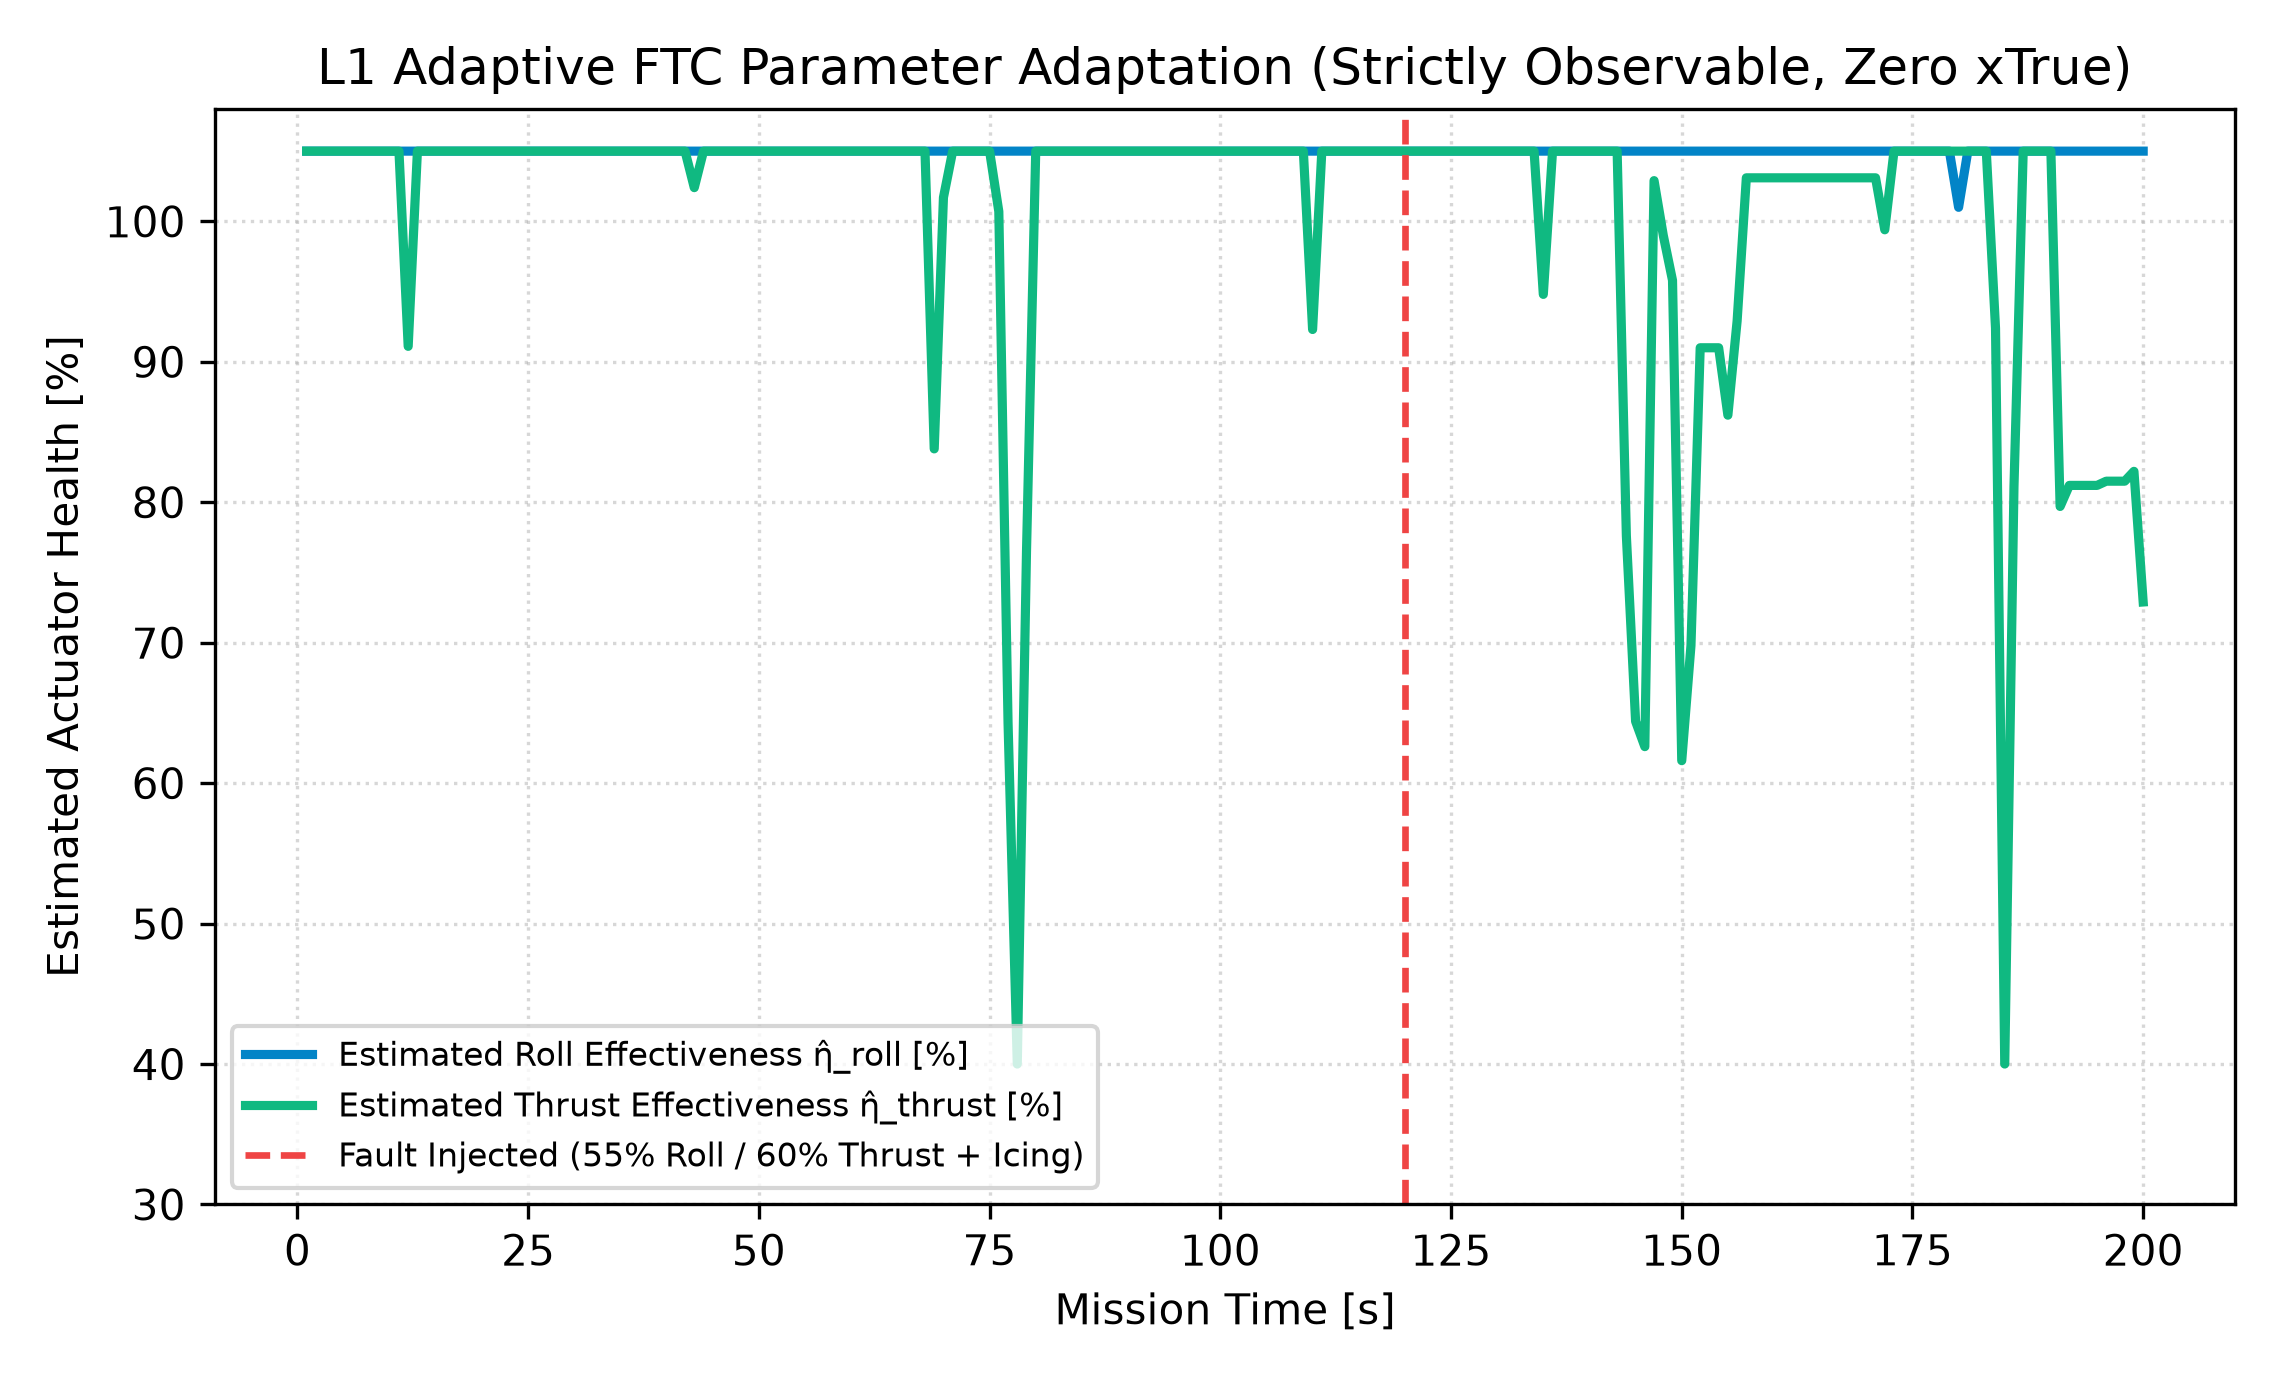 L1 Adaptive FTC Parameter Adaptation (Strictly Observable, Zero xTrue)
Estimated Actuator Health [%]
100
90
80
70
60
50
40
30
Estimated Roll Effectiveness η̂_roll [%]
Estimated Thrust Effectiveness η̂_thrust [%]
Fault Injected (55% Roll / 60% Thrust + Icing)
0 25 50 75 100 125 150 175 200
Mission Time [s]